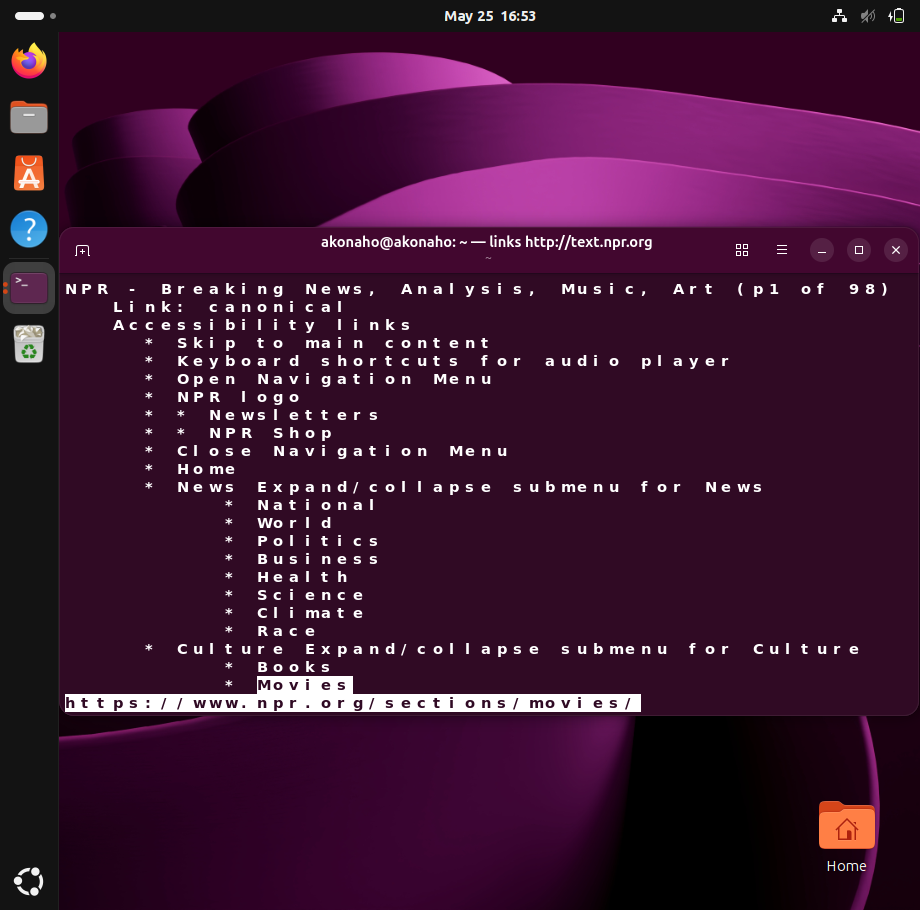 May 25 16:53
akonaho@akonaho: ~ — links http://text.npr.org
~
NPR - Breaking News, Analysis, Music, Art (p1 of 98)
Link: canonical
Accessibility links
* Skip to main content
* Keyboard shortcuts for audio player
* Open Navigation Menu
* NPR logo
* * Newsletters
* * NPR Shop
* Close Navigation Menu
* Home
* News Expand/collapse submenu for News
* National
* World
* Politics
* Business
* Health
* Science
* Climate
* Race
* Culture Expand/collapse submenu for Culture
* Books
* Movies
https://www.npr.org/sections/movies/
Home